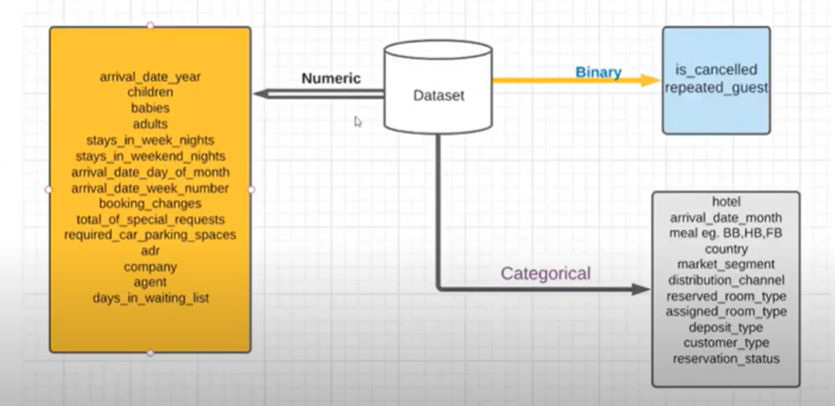 arrival_date_year
children
babies
adults
stays_in_week_nights
stays_in_weekend_nights
arrival_date_day_of_month
arrival_date_week_number
booking_changes
total_of_special_requests
required_car_parking_spaces
adr
company
agent
days_in_waiting_list
Numeric
Dataset
Binary
is_cancelled
repeated_guest
Categorical
hotel
arrival_date_month
meal eg. BB,HB,FB
country
market_segment
distribution_channel
reserved_room_type
assigned_room_type
deposit_type
customer_type
reservation_status